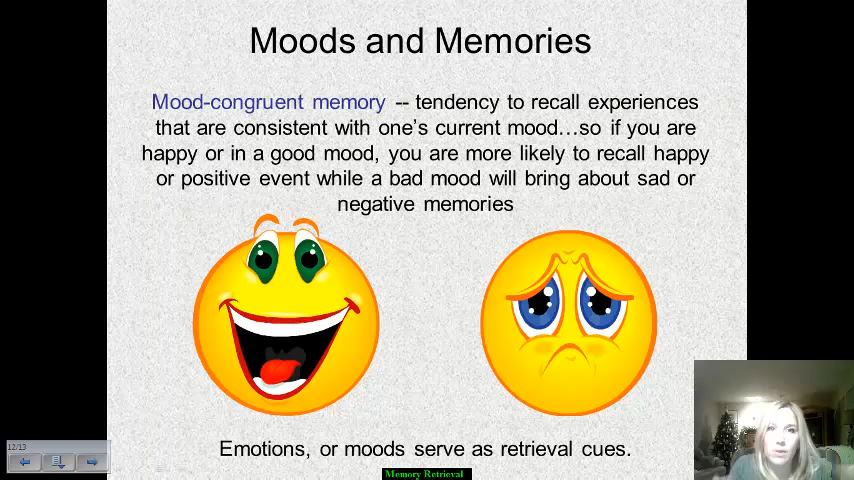 Moods and Memories
Mood-congruent memory -- tendency to recall experiences
that are consistent with one's current mood…so if you are
happy or in a good mood, you are more likely to recall happy
or positive event while a bad mood will bring about sad or
negative memories
Emotions, or moods serve as retrieval cues.
12/13
Memory Retrieval